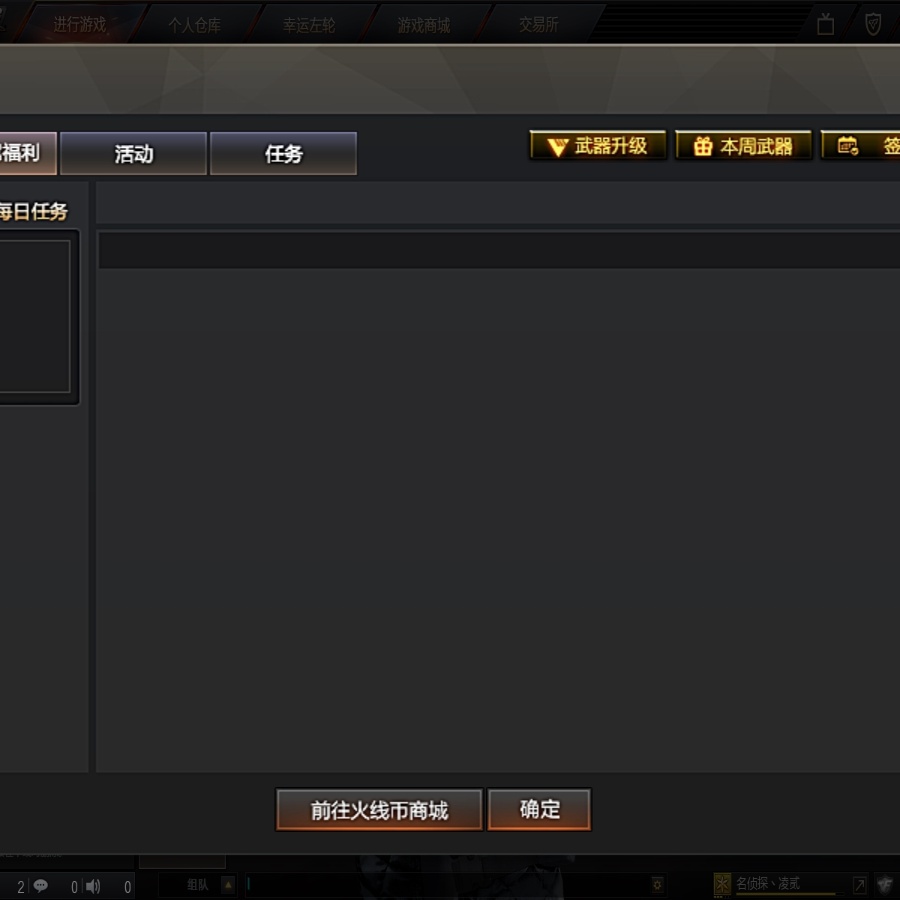 进行游戏 个人仓库 幸运左轮 游戏商城 交易所
福利 活动 任务 武器升级 本周武器 签
每日任务
前往火线币商城 确定
2 0 0 组队 名侦探丶凌贰